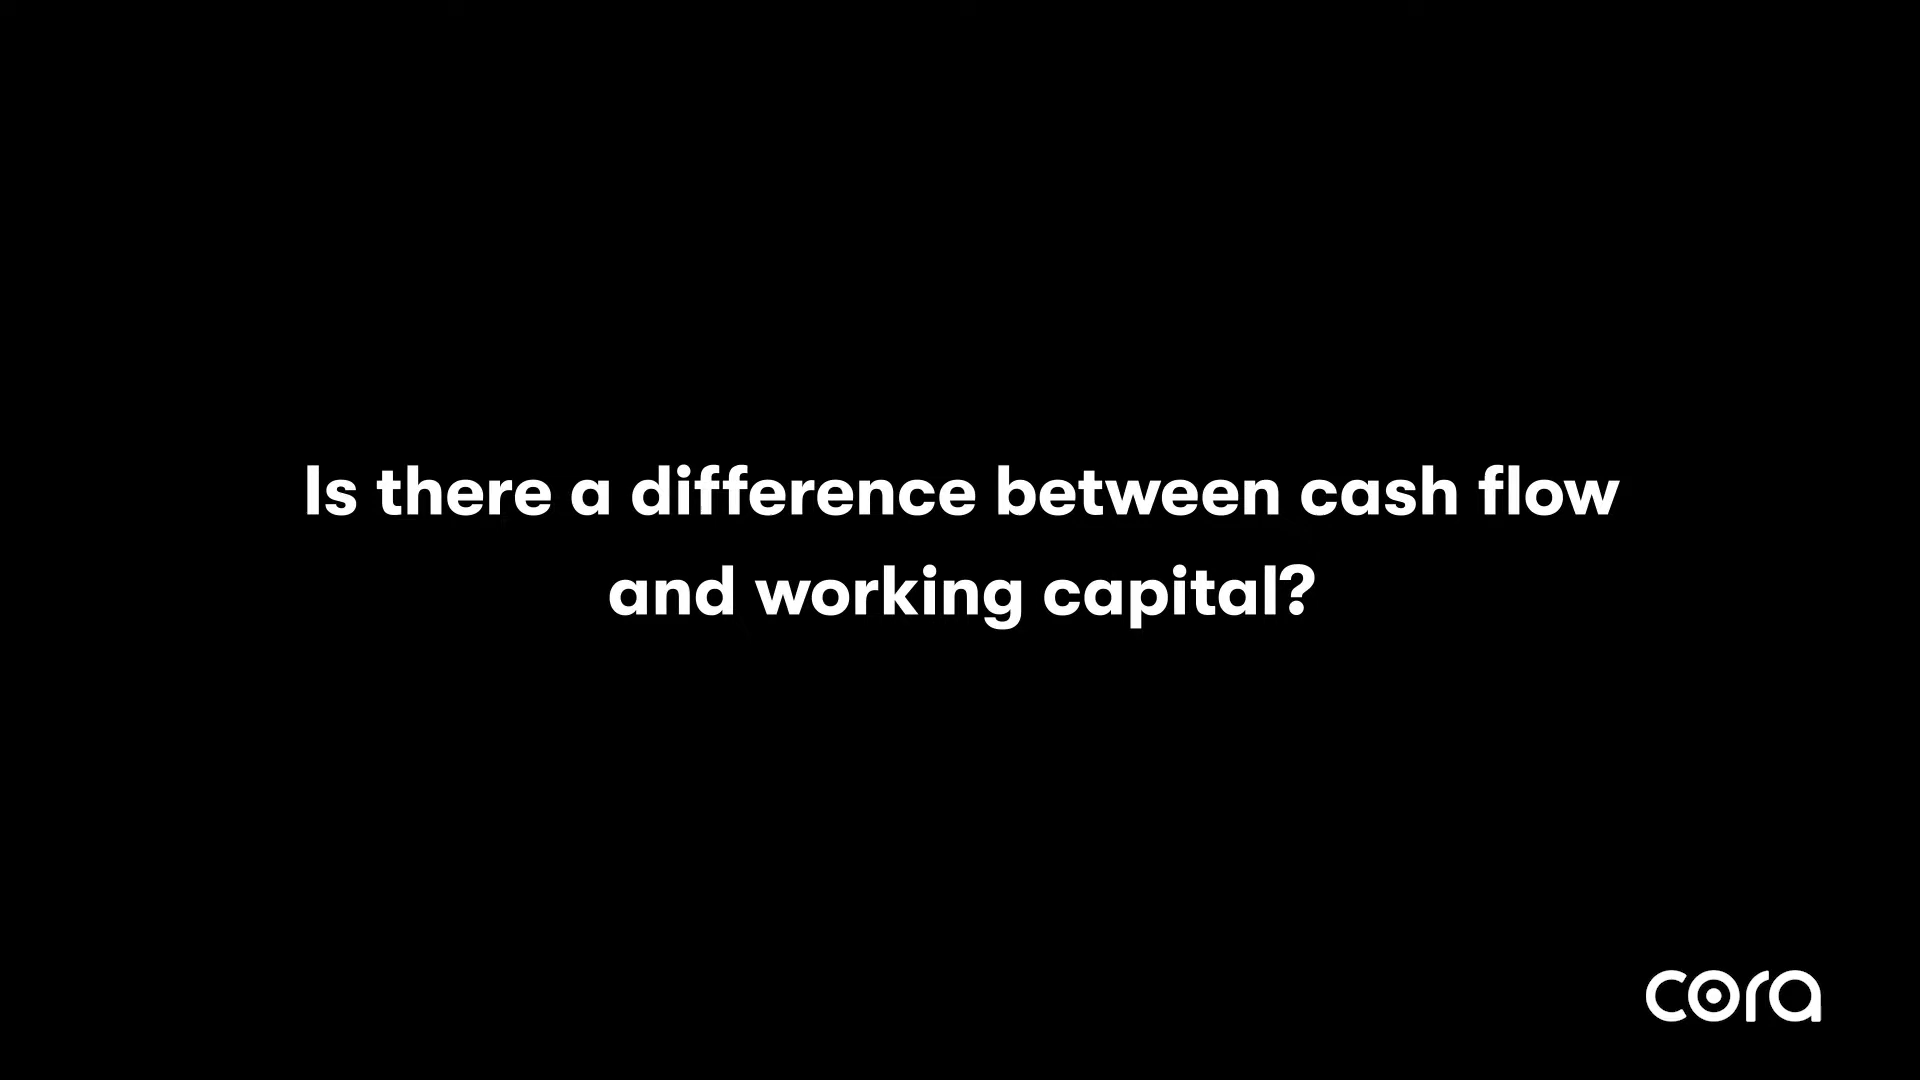 Is there a difference between cash flow
and working capital?
cora